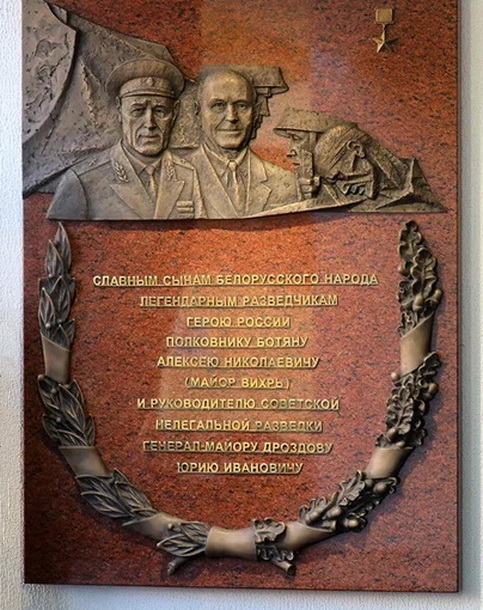 СЛАВНЫМ СЫНАМ БЕЛОРУССКОГО НАРОДА
ЛЕГЕНДАРНЫМ РАЗВЕДЧИКАМ
ГЕРОЮ РОССИИ
ПОЛКОВНИКУ БОТЯНУ
АЛЕКСЕЮ НИКОЛАЕВИЧУ
(МАЙОР ВИХРЬ)
И РУКОВОДИТЕЛЮ СОВЕТСКОЙ
НЕЛЕГАЛЬНОЙ РАЗВЕДКИ
ГЕНЕРАЛ-МАЙОРУ ДРОЗДОВУ
ЮРИЮ ИВАНОВИЧУ